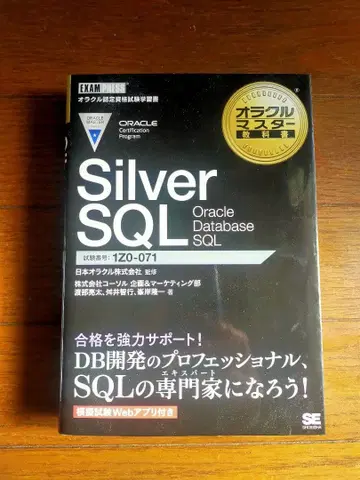 EXAMPRESS
オラクル認定資格試験学習書
ORACLE
Certification
Program
オラクル
マスター
教科書
Silver
SQL
Oracle
Database
SQL
試験番号：1Z0-071
日本オラクル株式会社 監修
株式会社コーソル 企画&マーケティング部
渡部亮太、舛井智行、峯岸隆一 著
合格を強力サポート！
DB開発のプロフェッショナル、
エキスパート
SQLの専門家になろう！
模擬試験Webアプリ付き
SE
SHOEISHA